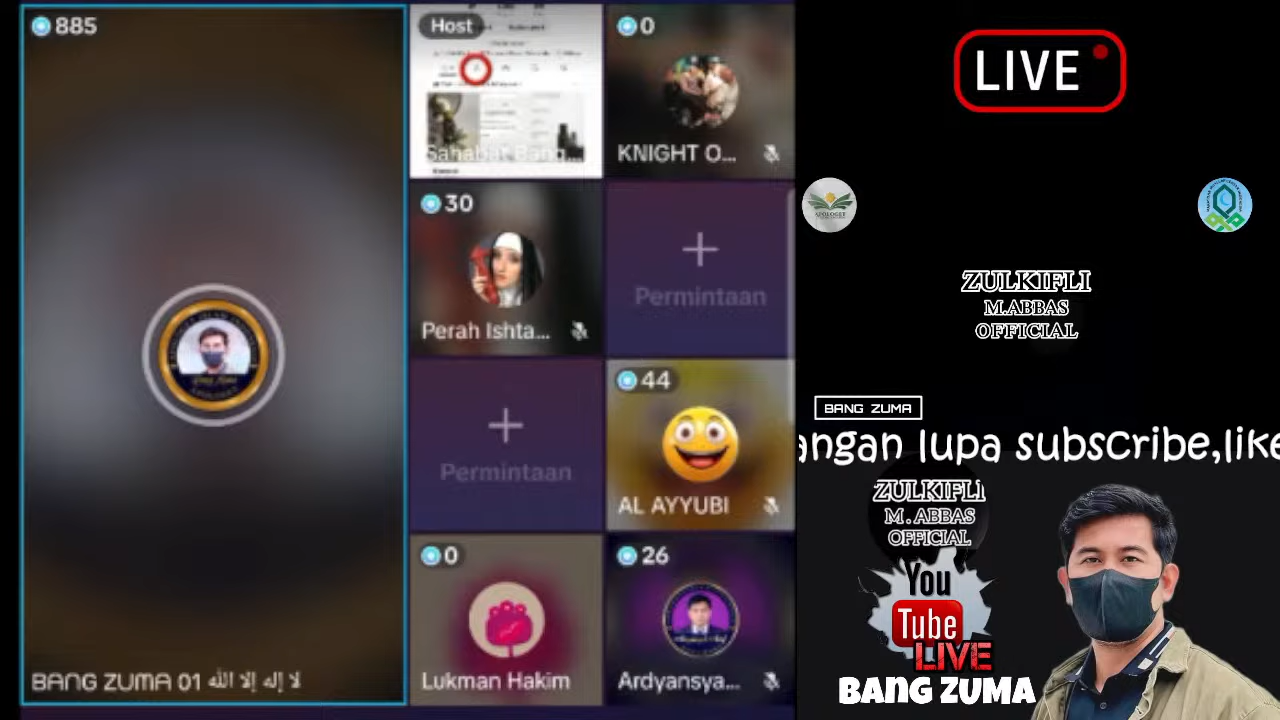 885
Host
Sahabat Bang...
0
KNIGHT O...
30
Perah Ishta...
Permintaan
Permintaan
44
AL AYYUBI
0
Lukman Hakim
26
Ardyansya...
BANG ZUMA 01 لا إله إلا الله
LIVE
ZULKIFLI
M.ABBAS
OFFICIAL
BANG ZUMA
angan lupa subscribe,like
ZULKIFLI
M.ABBAS
OFFICIAL
You
Tube
LIVE
BANG ZUMA